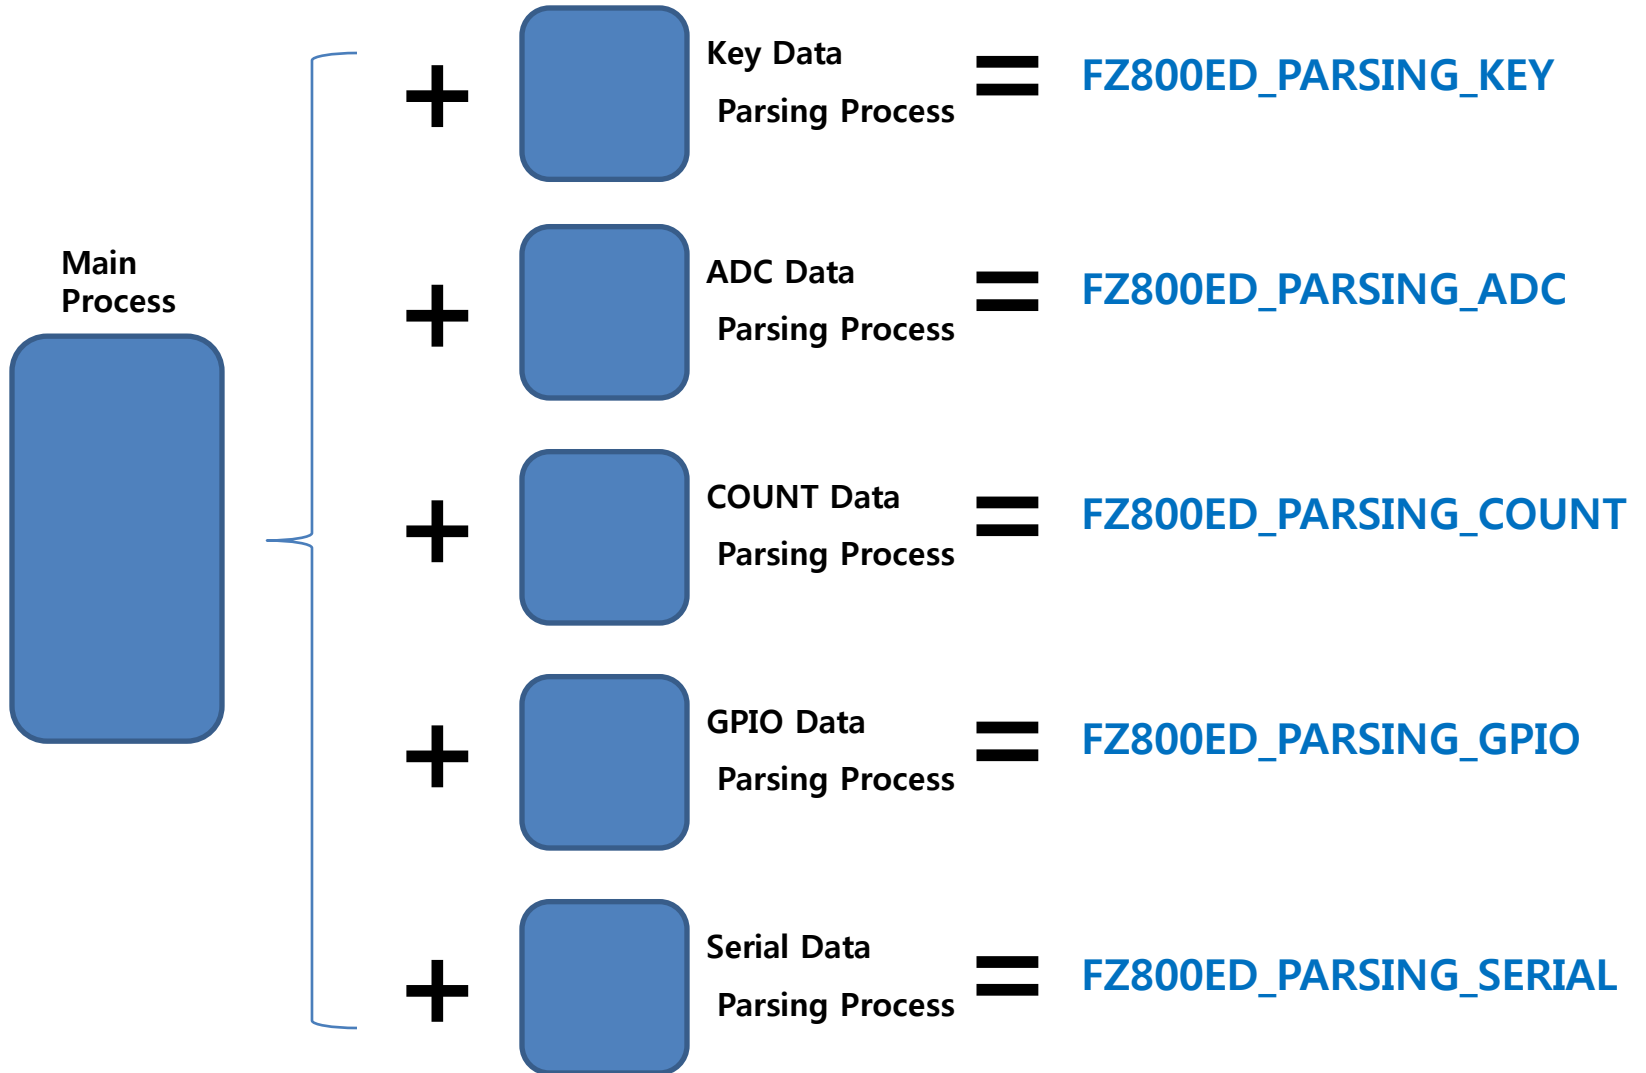 Main
Process
Key Data
Parsing Process
FZ800ED_PARSING_KEY
ADC Data
Parsing Process
FZ800ED_PARSING_ADC
COUNT Data
Parsing Process
FZ800ED_PARSING_COUNT
GPIO Data
Parsing Process
FZ800ED_PARSING_GPIO
Serial Data
Parsing Process
FZ800ED_PARSING_SERIAL